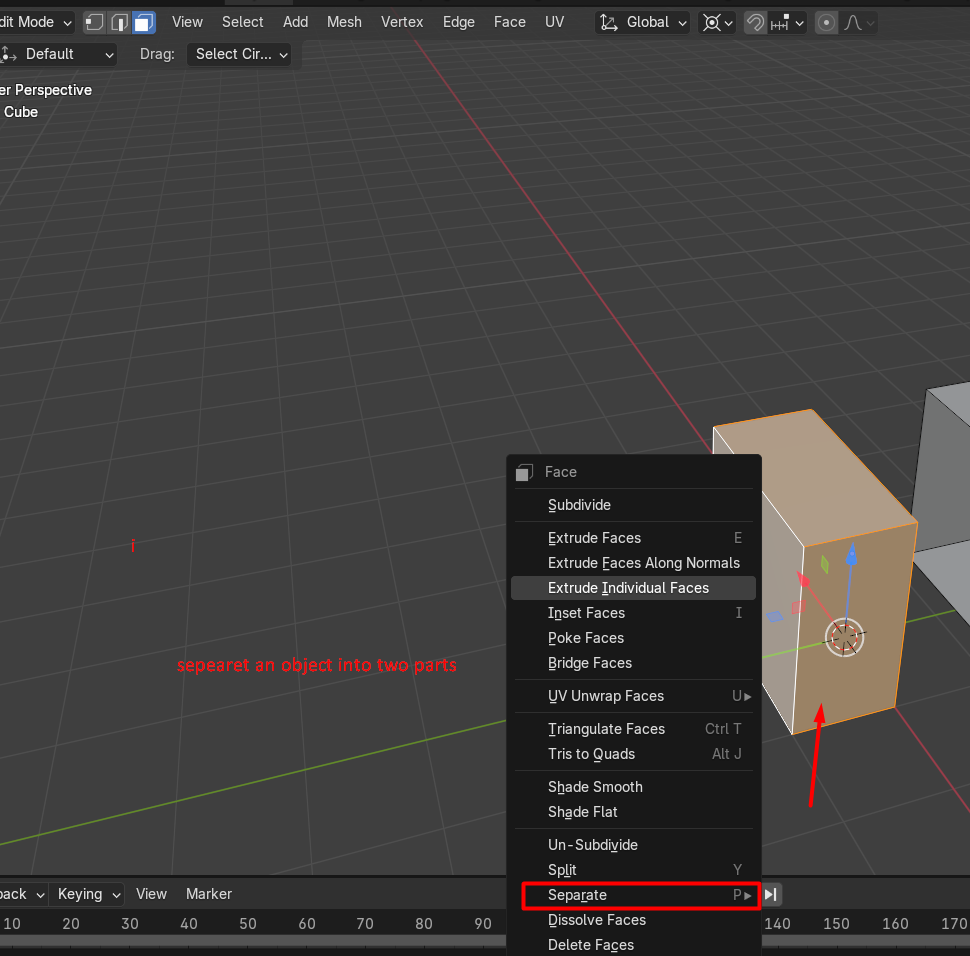 dit Mode View Select Add Mesh Vertex Edge Face UV Global
Default Drag: Select Cir...
er Perspective
Cube
Face
Subdivide
Extrude Faces E
Extrude Faces Along Normals
Extrude Individual Faces
Inset Faces I
Poke Faces
Bridge Faces
i
sepearet an object into two parts
UV Unwrap Faces U
Triangulate Faces Ctrl T
Tris to Quads Alt J
Shade Smooth
Shade Flat
Un-Subdivide
Split Y
Separate P
Dissolve Faces
Delete Faces
back Keying View Marker
10 20 30 40 50 60 70 80 90 140 150 160 170